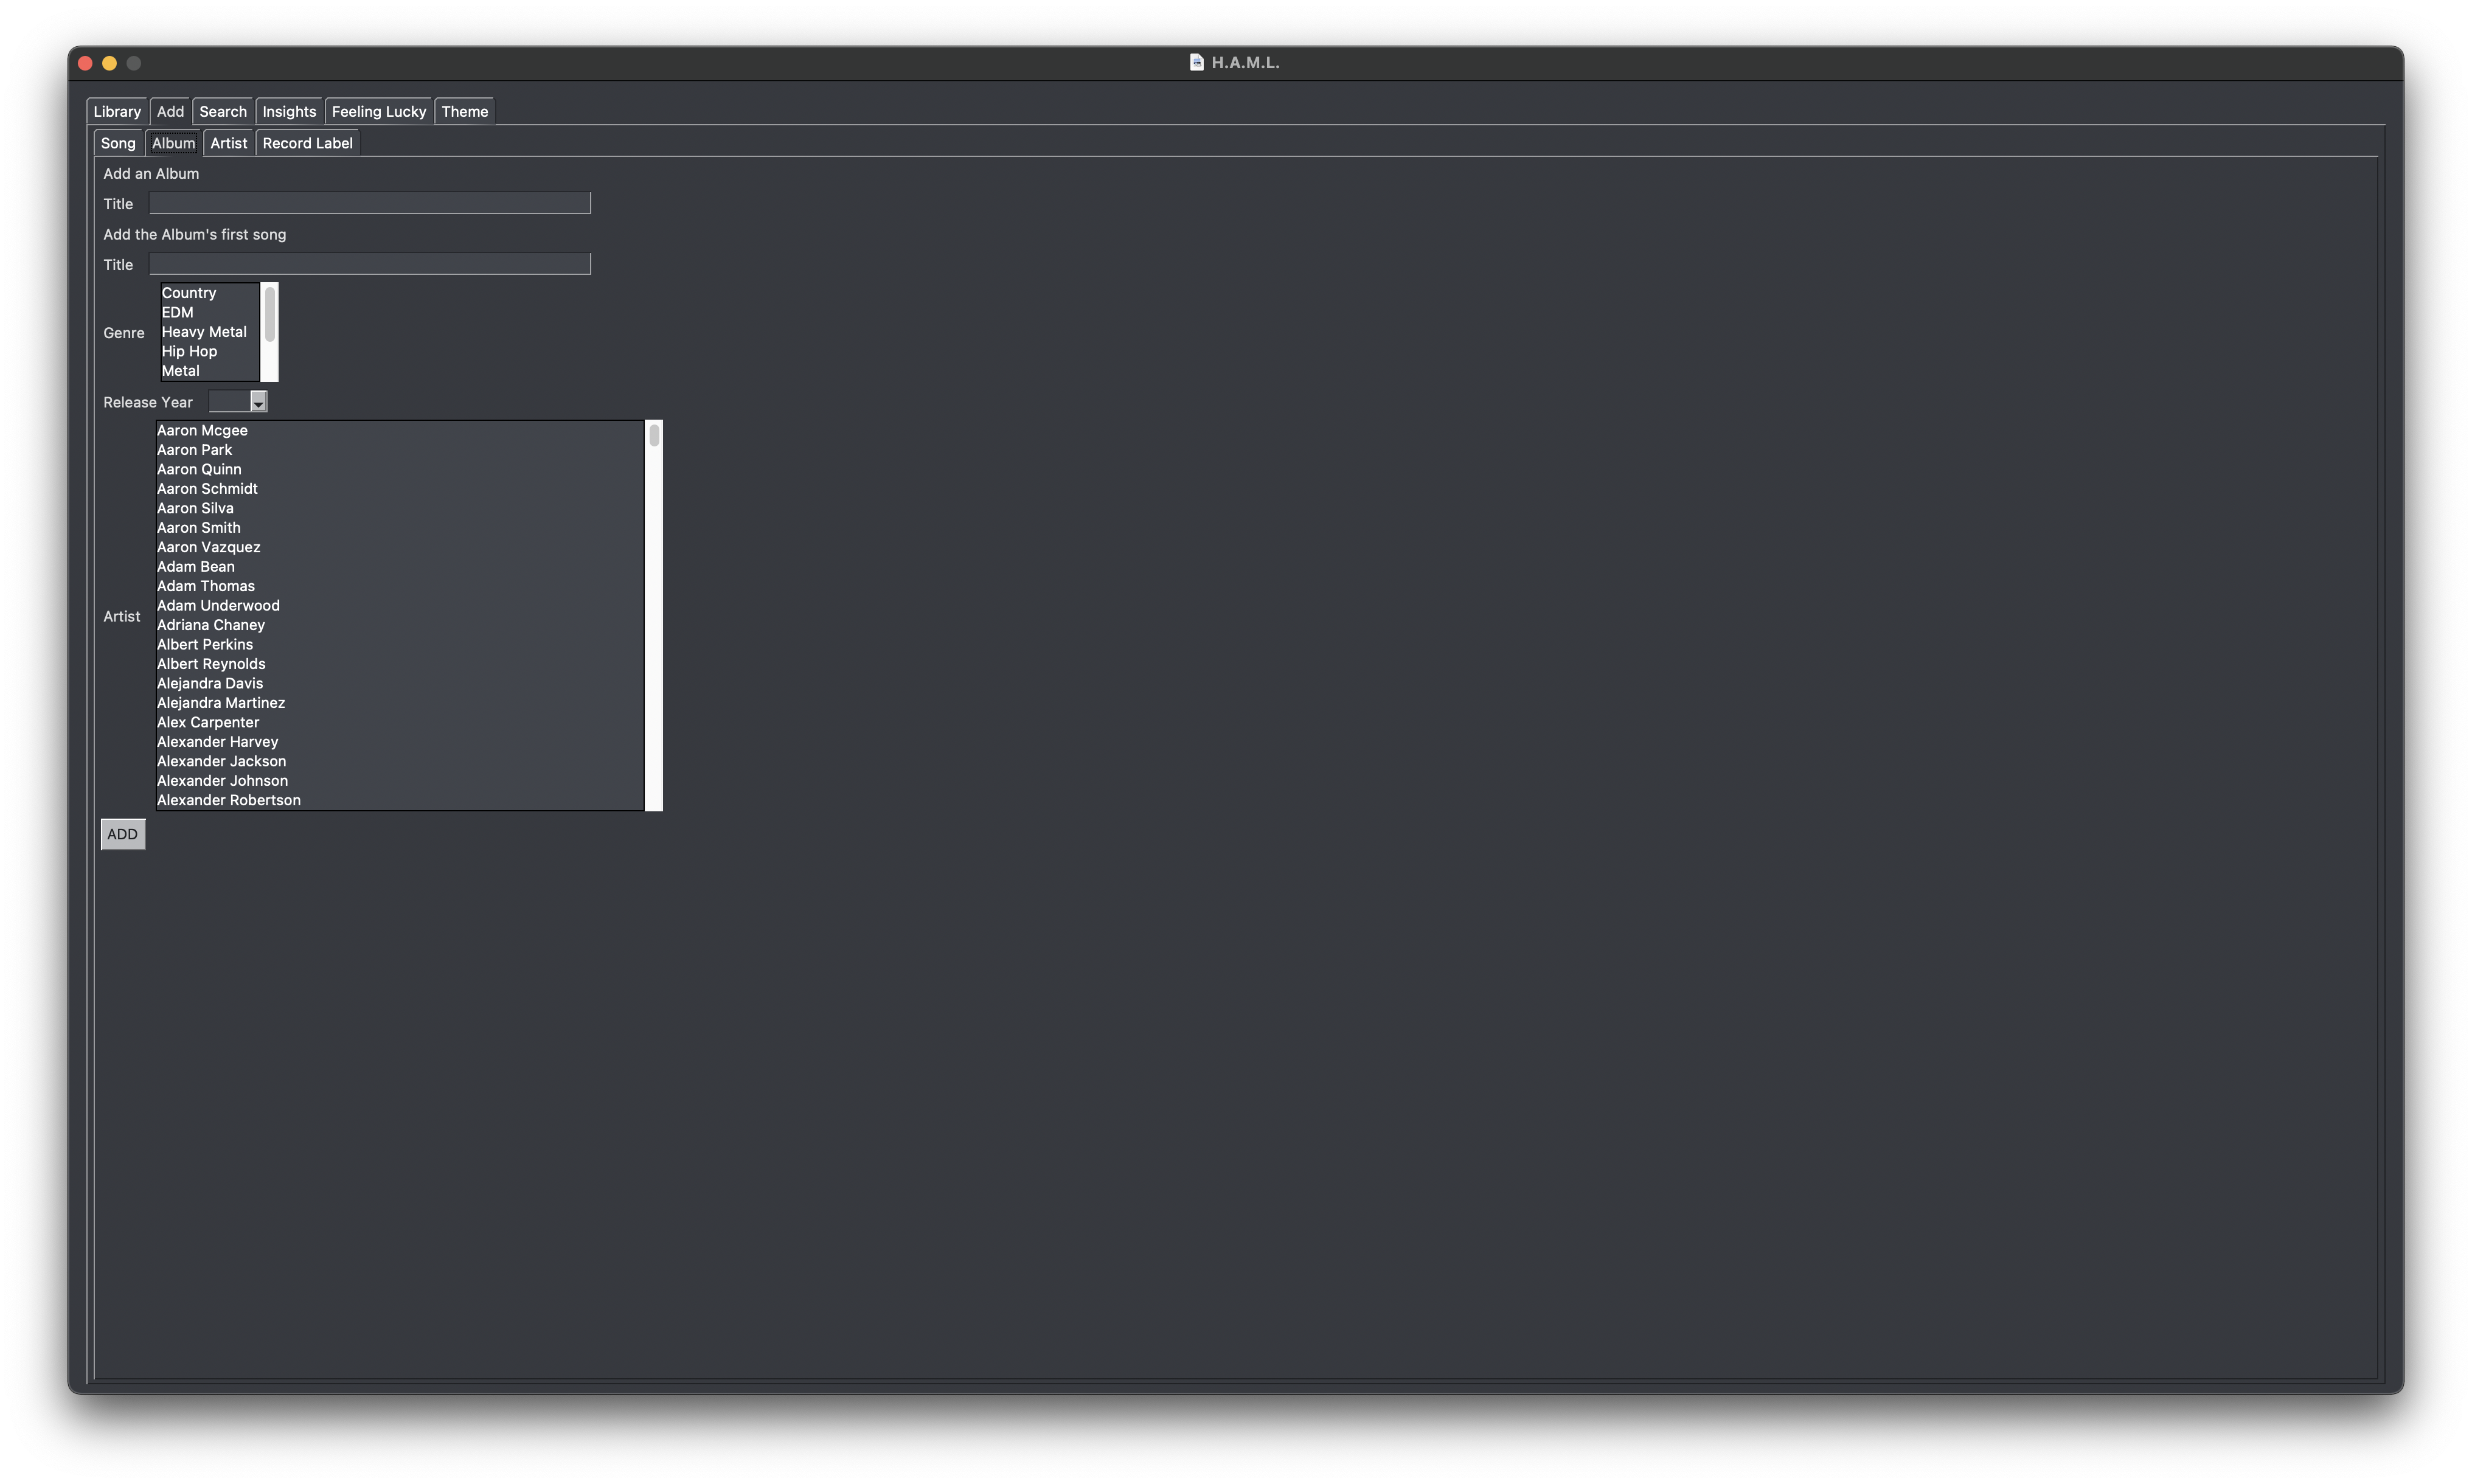 H.A.M.L.
Library Add Search Insights Feeling Lucky Theme
Song Album Artist Record Label
Add an Album
Title
Add the Album's first song
Title
Genre
Country
EDM
Heavy Metal
Hip Hop
Metal
Release Year
Artist
Aaron Mcgee
Aaron Park
Aaron Quinn
Aaron Schmidt
Aaron Silva
Aaron Smith
Aaron Vazquez
Adam Bean
Adam Thomas
Adam Underwood
Adriana Chaney
Albert Perkins
Albert Reynolds
Alejandra Davis
Alejandra Martinez
Alex Carpenter
Alexander Harvey
Alexander Jackson
Alexander Johnson
Alexander Robertson
ADD